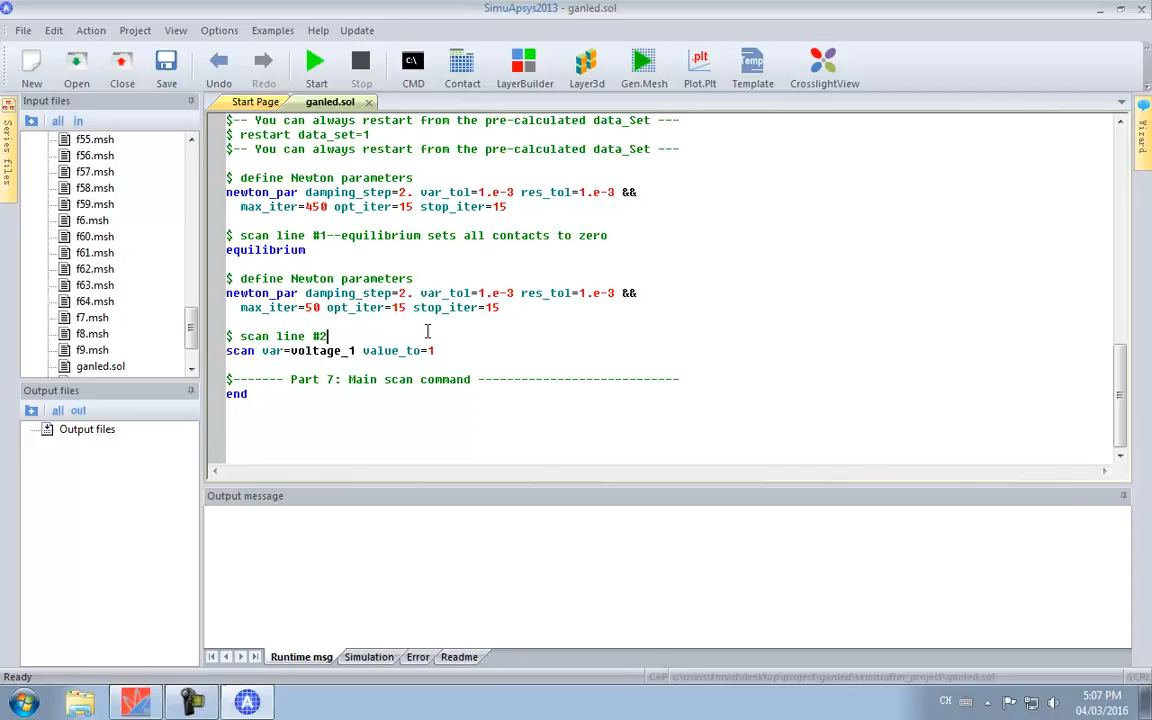 SimuApsys2013 - ganled.sol
File Edit Action Project View Options Examples Help Update
New Open Close Save Undo Redo Start Stop CMD Contact LayerBuilder Layer3d Gen.Mesh Plot.Plt Template CrosslightView
Input files
Start Page ganled.sol
all in
Series files
Wizard
f55.msh
f56.msh
f57.msh
f58.msh
f59.msh
f6.msh
f60.msh
f61.msh
f62.msh
f63.msh
f64.msh
f7.msh
f8.msh
f9.msh
ganled.sol
$-- You can always restart from the pre-calculated data_Set ---
$ restart data_set=1
$-- You can always restart from the pre-calculated data_Set ---
$ define Newton parameters
newton_par damping_step=2. var_tol=1.e-3 res_tol=1.e-3 &&
max_iter=450 opt_iter=15 stop_iter=15
$ scan line #1--equilibrium sets all contacts to zero
equilibrium
$ define Newton parameters
newton_par damping_step=2. var_tol=1.e-3 res_tol=1.e-3 &&
max_iter=50 opt_iter=15 stop_iter=15
$ scan line #2
scan var=voltage_1 value_to=1
$------- Part 7: Main scan command ----------------------------
end
Output files
all out
Output files
Output message
Runtime msg Simulation Error Readme
Ready
CAP
SCRL
CH
5:07 PM
04/03/2016